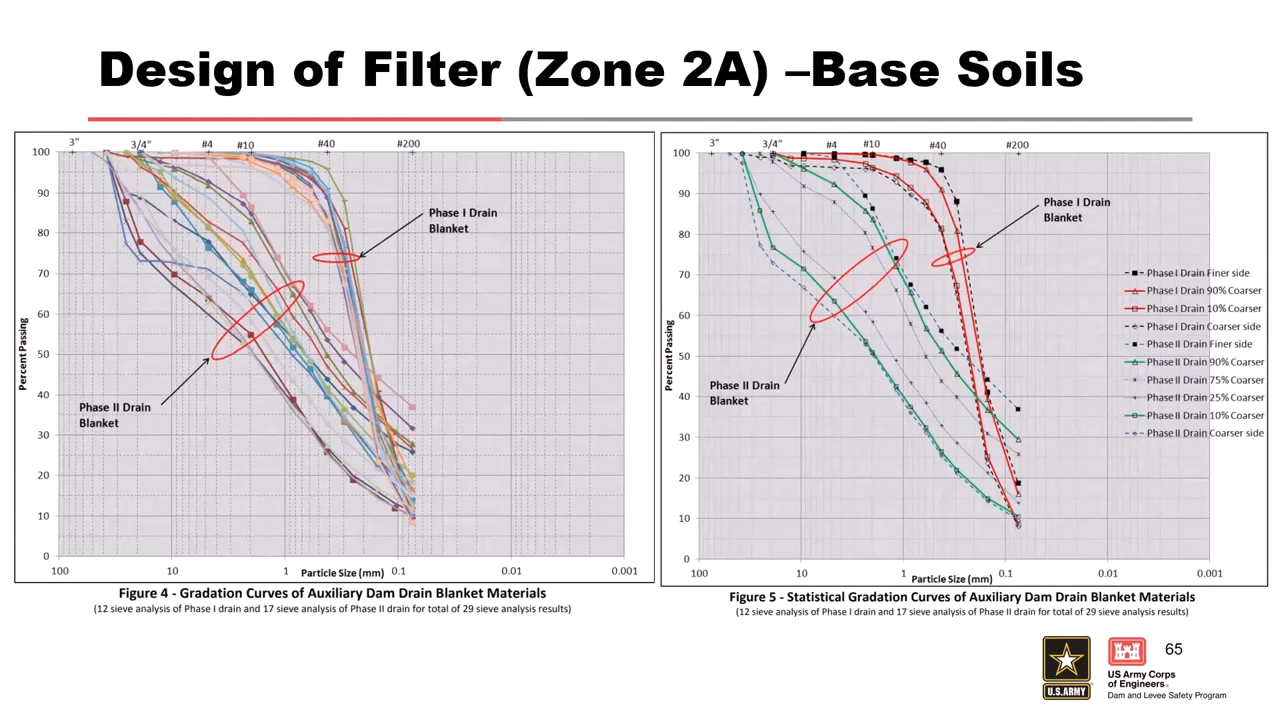 Design of Filter (Zone 2A) –Base Soils
3" 3/4" #4 #10 #40 #200
100
90
80
70
60
50
40
30
20
10
0
Percent Passing
Phase I Drain
Blanket
Phase II Drain
Blanket
100 10 1 0.1 0.01 0.001
Particle Size (mm)
Figure 4 - Gradation Curves of Auxiliary Dam Drain Blanket Materials
(12 sieve analysis of Phase I drain and 17 sieve analysis of Phase II drain for total of 29 sieve analysis results)
3" 3/4" #4 #10 #40 #200
100
90
80
70
60
50
40
30
20
10
0
Percent Passing
Phase I Drain
Blanket
Phase II Drain
Blanket
Phase I Drain Finer side
Phase I Drain 90% Coarser
Phase I Drain 10% Coarser
Phase I Drain Coarser side
Phase II Drain Finer side
Phase II Drain 90% Coarser
Phase II Drain 75% Coarser
Phase II Drain 25% Coarser
Phase II Drain 10% Coarser
Phase II Drain Coarser side
100 10 1 0.1 0.01 0.001
Particle Size (mm)
Figure 5 - Statistical Gradation Curves of Auxiliary Dam Drain Blanket Materials
(12 sieve analysis of Phase I drain and 17 sieve analysis of Phase II drain for total of 29 sieve analysis results)
U.S.ARMY
US Army Corps
of Engineers®
Dam and Levee Safety Program
65